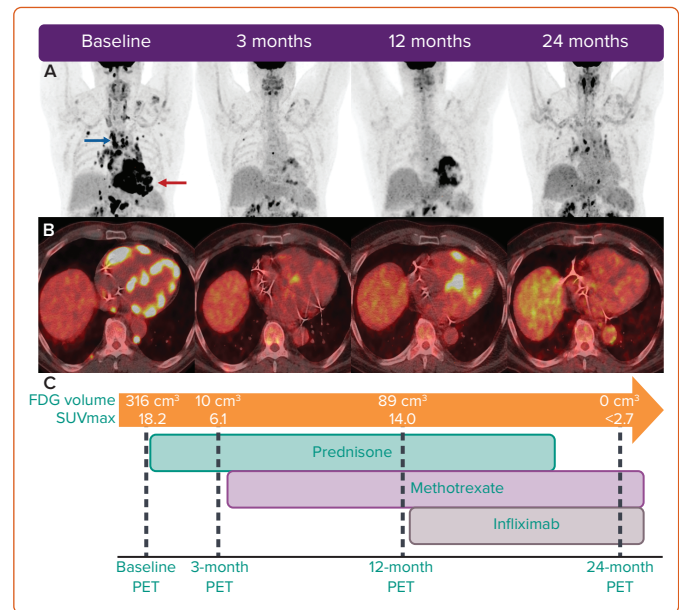 Baseline 3 months 12 months 24 months
A
B
C
FDG volume 316 cm³ 10 cm³ 89 cm³ 0 cm³
SUVmax 18.2 6.1 14.0 <2.7
Prednisone
Methotrexate
Infliximab
Baseline 3-month 12-month 24-month
PET PET PET PET